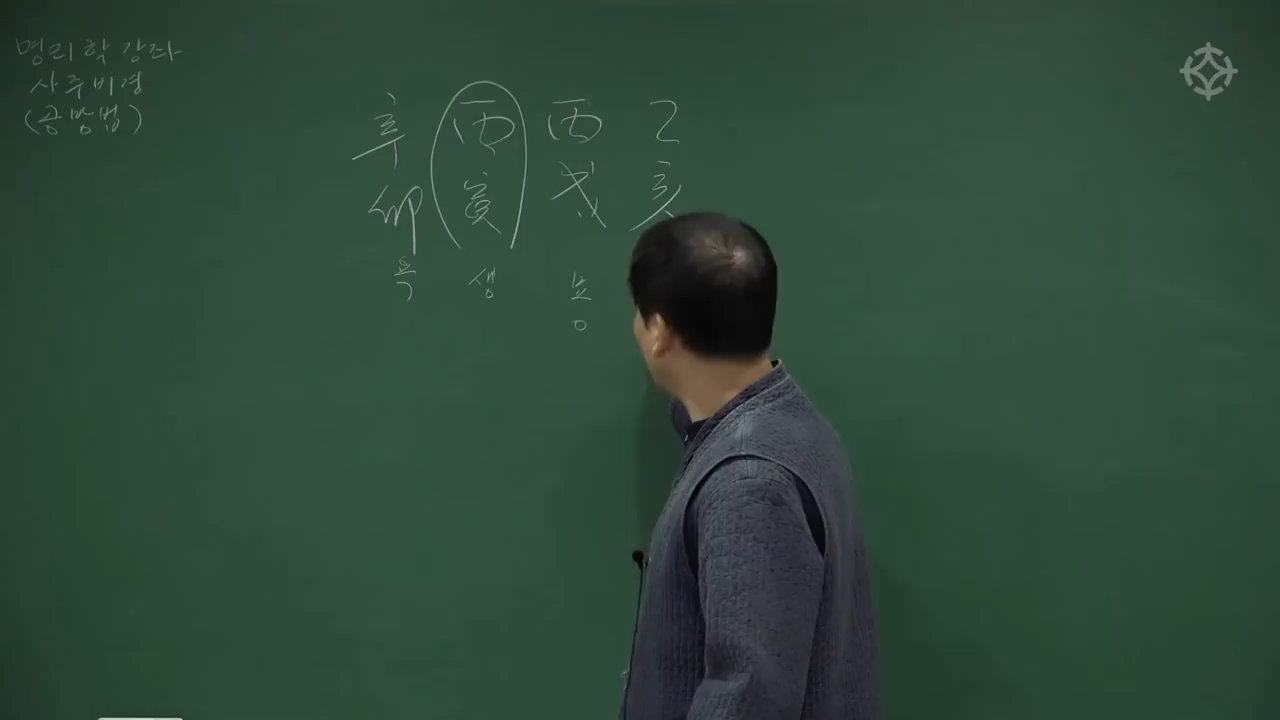 명리학 강좌
사주비경
(공망법)
辛 丙 丙 乙
卯 寅 戌 亥
욕 생 묘
ㅇ